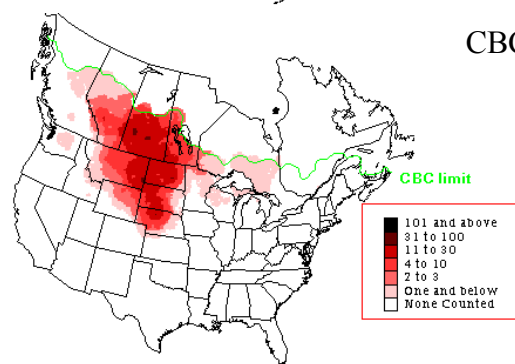 CBC
CBC limit
101 and above
31 to 100
11 to 30
4 to 10
2 to 3
One and below
None Counted